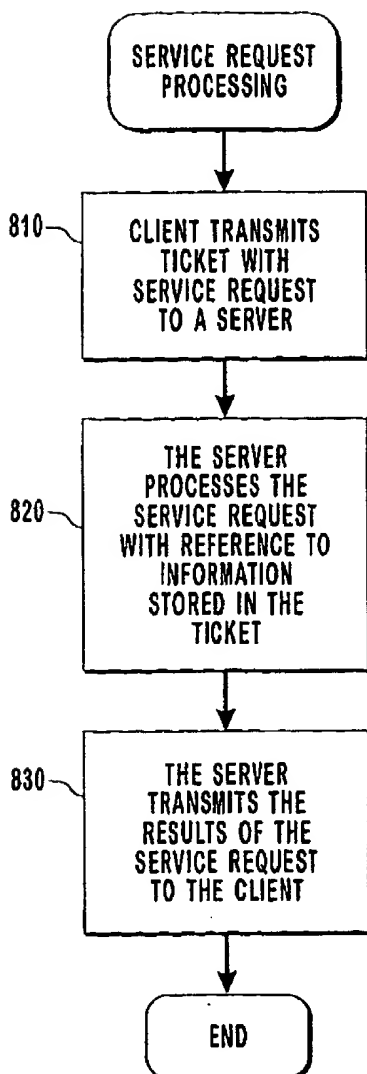 SERVICE REQUEST
PROCESSING
810
CLIENT TRANSMITS
TICKET WITH
SERVICE REQUEST
TO A SERVER
820
THE SERVER
PROCESSES THE
SERVICE REQUEST
WITH REFERENCE TO
INFORMATION
STORED IN THE
TICKET
830
THE SERVER
TRANSMITS THE
RESULTS OF THE
SERVICE REQUEST
TO THE CLIENT
END